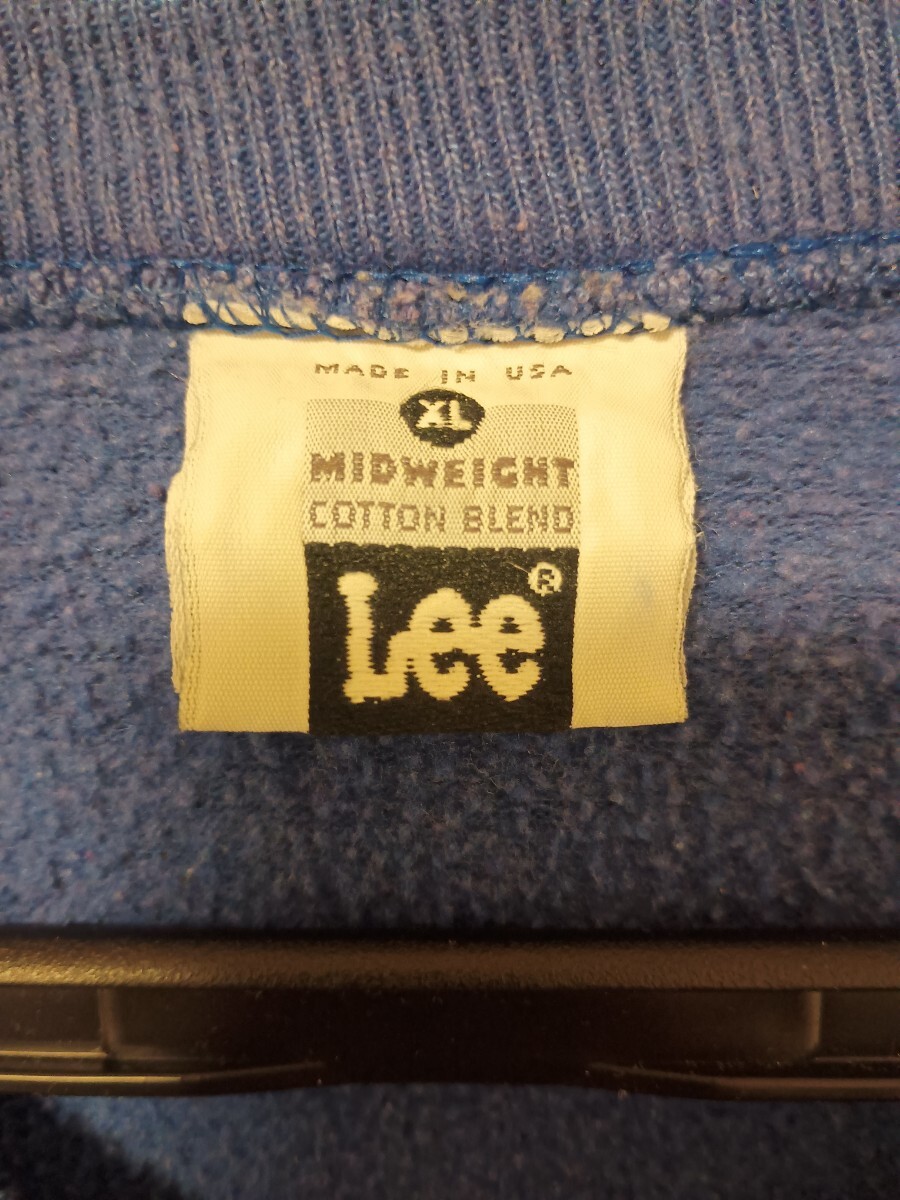 MADE IN USA
XL
MIDWEIGHT
COTTON BLEND
Lee®